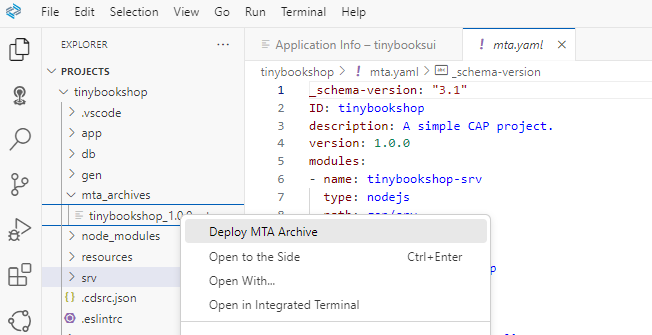 File Edit Selection View Go Run Terminal Help
EXPLORER
PROJECTS
tinybookshop
.vscode
app
db
gen
mta_archives
tinybookshop_1.0.0
node_modules
resources
srv
.cdsrc.json
.eslintrc
Application Info – tinybooksui
! mta.yaml
tinybookshop > ! mta.yaml > abc _schema-version
1 _schema-version: "3.1"
2 ID: tinybookshop
3 description: A simple CAP project.
4 version: 1.0.0
5 modules:
6 - name: tinybookshop-srv
7 type: nodejs
Deploy MTA Archive
Open to the Side Ctrl+Enter
Open With...
Open in Integrated Terminal